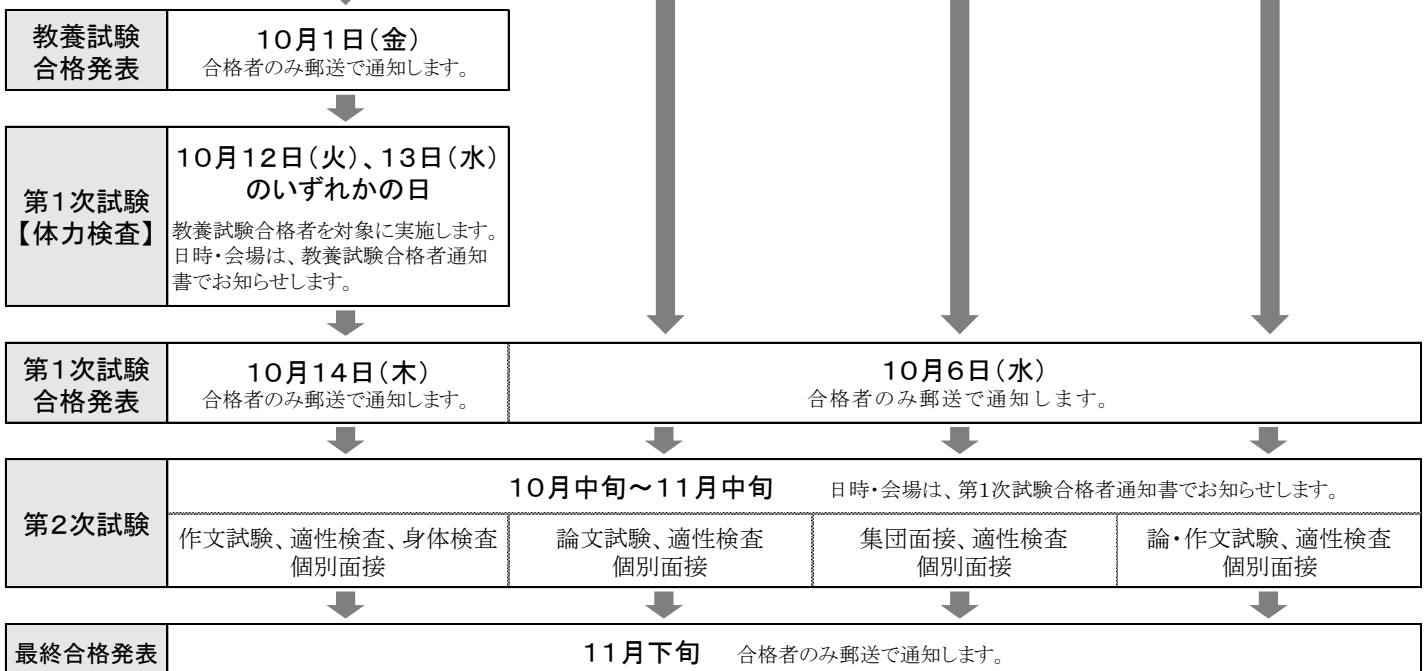 教養試験
合格発表
10月1日(金)
合格者のみ郵送で通知します。
第1次試験
【体力検査】
10月12日(火)、13日(水)
のいずれかの日
教養試験合格者を対象に実施します。
日時・会場は、教養試験合格者通知
書でお知らせします。
第1次試験
合格発表
10月14日(木)
合格者のみ郵送で通知します。
10月6日(水)
合格者のみ郵送で通知します。
第2次試験
10月中旬~11月中旬 日時・会場は、第1次試験合格者通知書でお知らせします。
作文試験、適性検査、身体検査
個別面接
論文試験、適性検査
個別面接
集団面接、適性検査
個別面接
論・作文試験、適性検査
個別面接
最終合格発表
11月下旬 合格者のみ郵送で通知します。